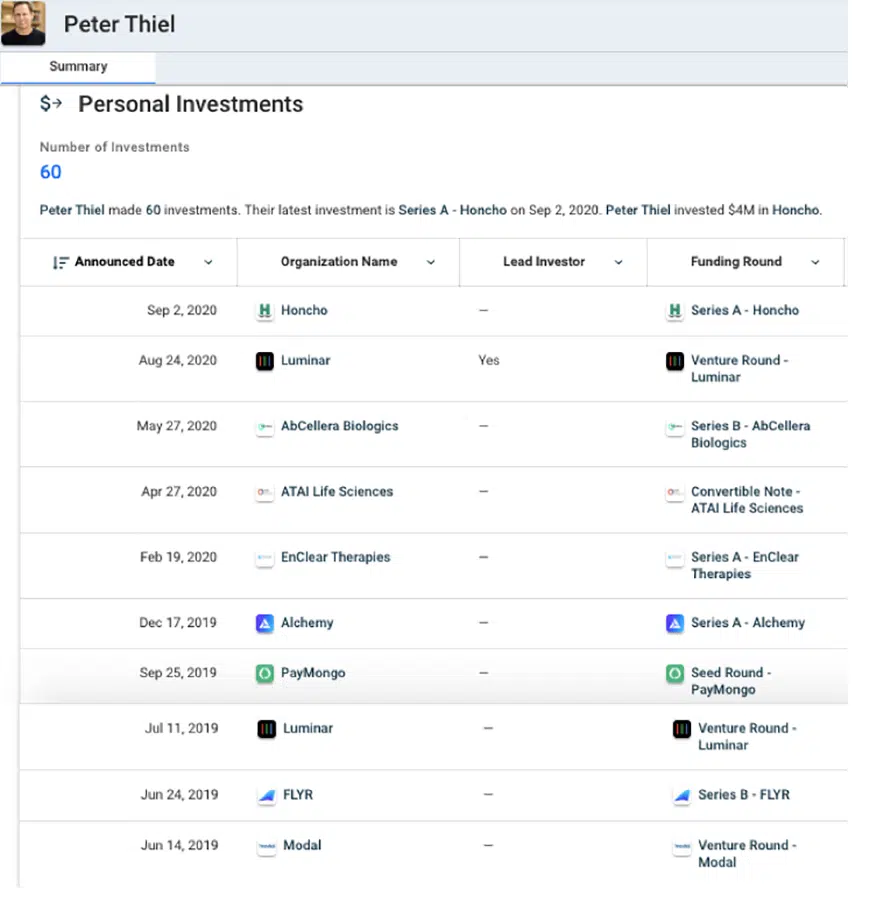 Peter Thiel
Summary
$→ Personal Investments
Number of Investments
60
Peter Thiel made 60 investments. Their latest investment is Series A - Honcho on Sep 2, 2020. Peter Thiel invested $4M in Honcho.
Announced Date Organization Name Lead Investor Funding Round
Sep 2, 2020 Honcho — Series A - Honcho
Aug 24, 2020 Luminar Yes Venture Round -
Luminar
May 27, 2020 AbCellera Biologics — Series B - AbCellera
Biologics
Apr 27, 2020 ATAI Life Sciences — Convertible Note -
ATAI Life Sciences
Feb 19, 2020 EnClear Therapies — Series A - EnClear
Therapies
Dec 17, 2019 Alchemy — Series A - Alchemy
Sep 25, 2019 PayMongo — Seed Round -
PayMongo
Jul 11, 2019 Luminar — Venture Round -
Luminar
Jun 24, 2019 FLYR — Series B - FLYR
Jun 14, 2019 Modal — Venture Round -
Modal